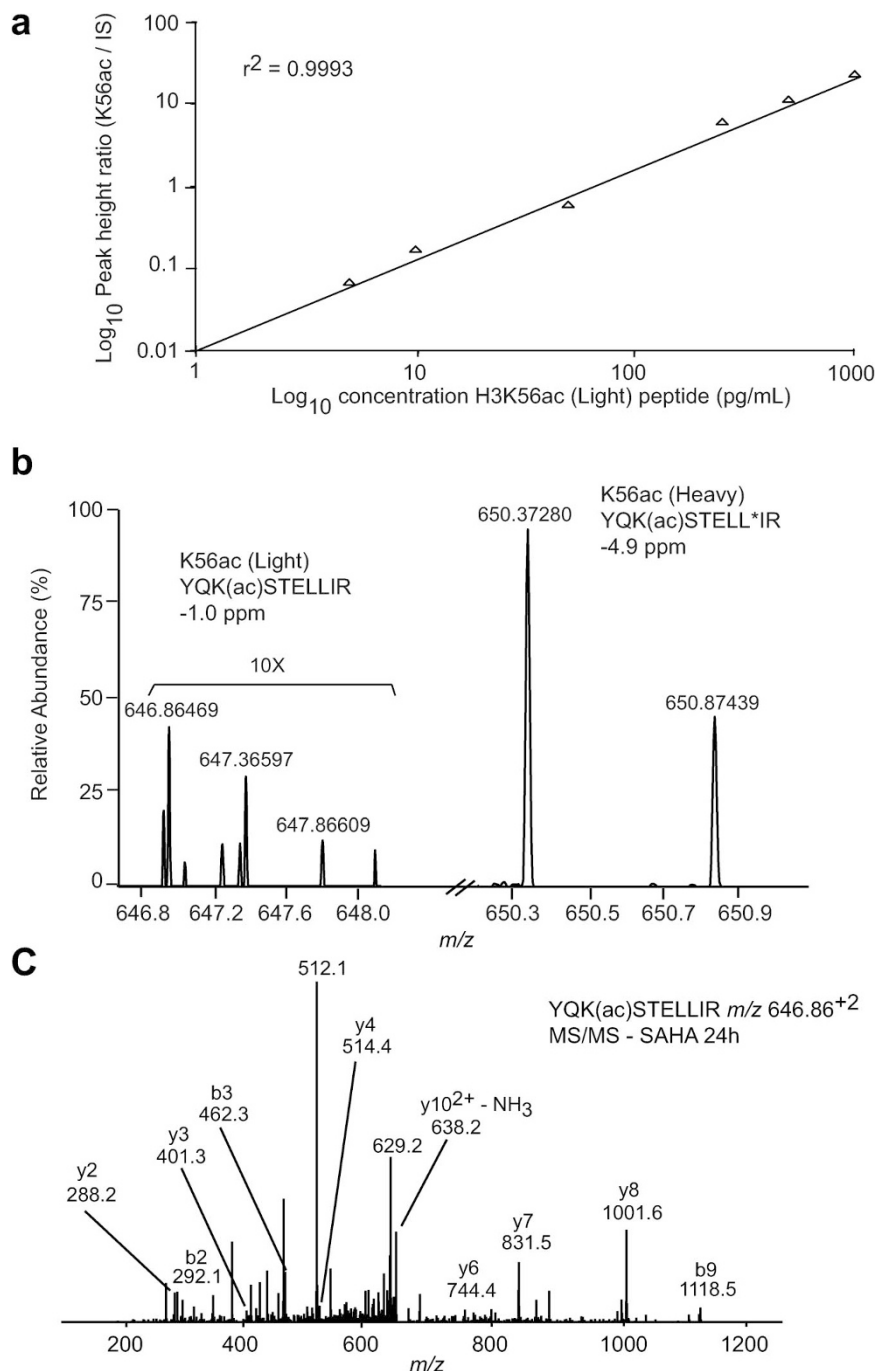 a
100
10
1
0.1
0.01
r2 = 0.9993
Log10 Peak height ratio (K56ac / IS)
1
10
100
1000
Log10 concentration H3K56ac (Light) peptide (pg/mL)
b
100
75
50
25
0
Relative Abundance (%)
K56ac (Light)
YQK(ac)STELLIR
-1.0 ppm
10X
646.86469
647.36597
647.86609
K56ac (Heavy)
YQK(ac)STELL*IR
-4.9 ppm
650.37280
650.87439
646.8
647.2
647.6
648.0
650.3
650.5
650.7
650.9
m/z
C
YQK(ac)STELLIR m/z 646.86+2
MS/MS - SAHA 24h
512.1
y4
514.4
b3
462.3
y102+ - NH3
638.2
y3
401.3
629.2
y2
288.2
b2
292.1
y6
744.4
y7
831.5
y8
1001.6
b9
1118.5
200
400
600
800
1000
1200
m/z